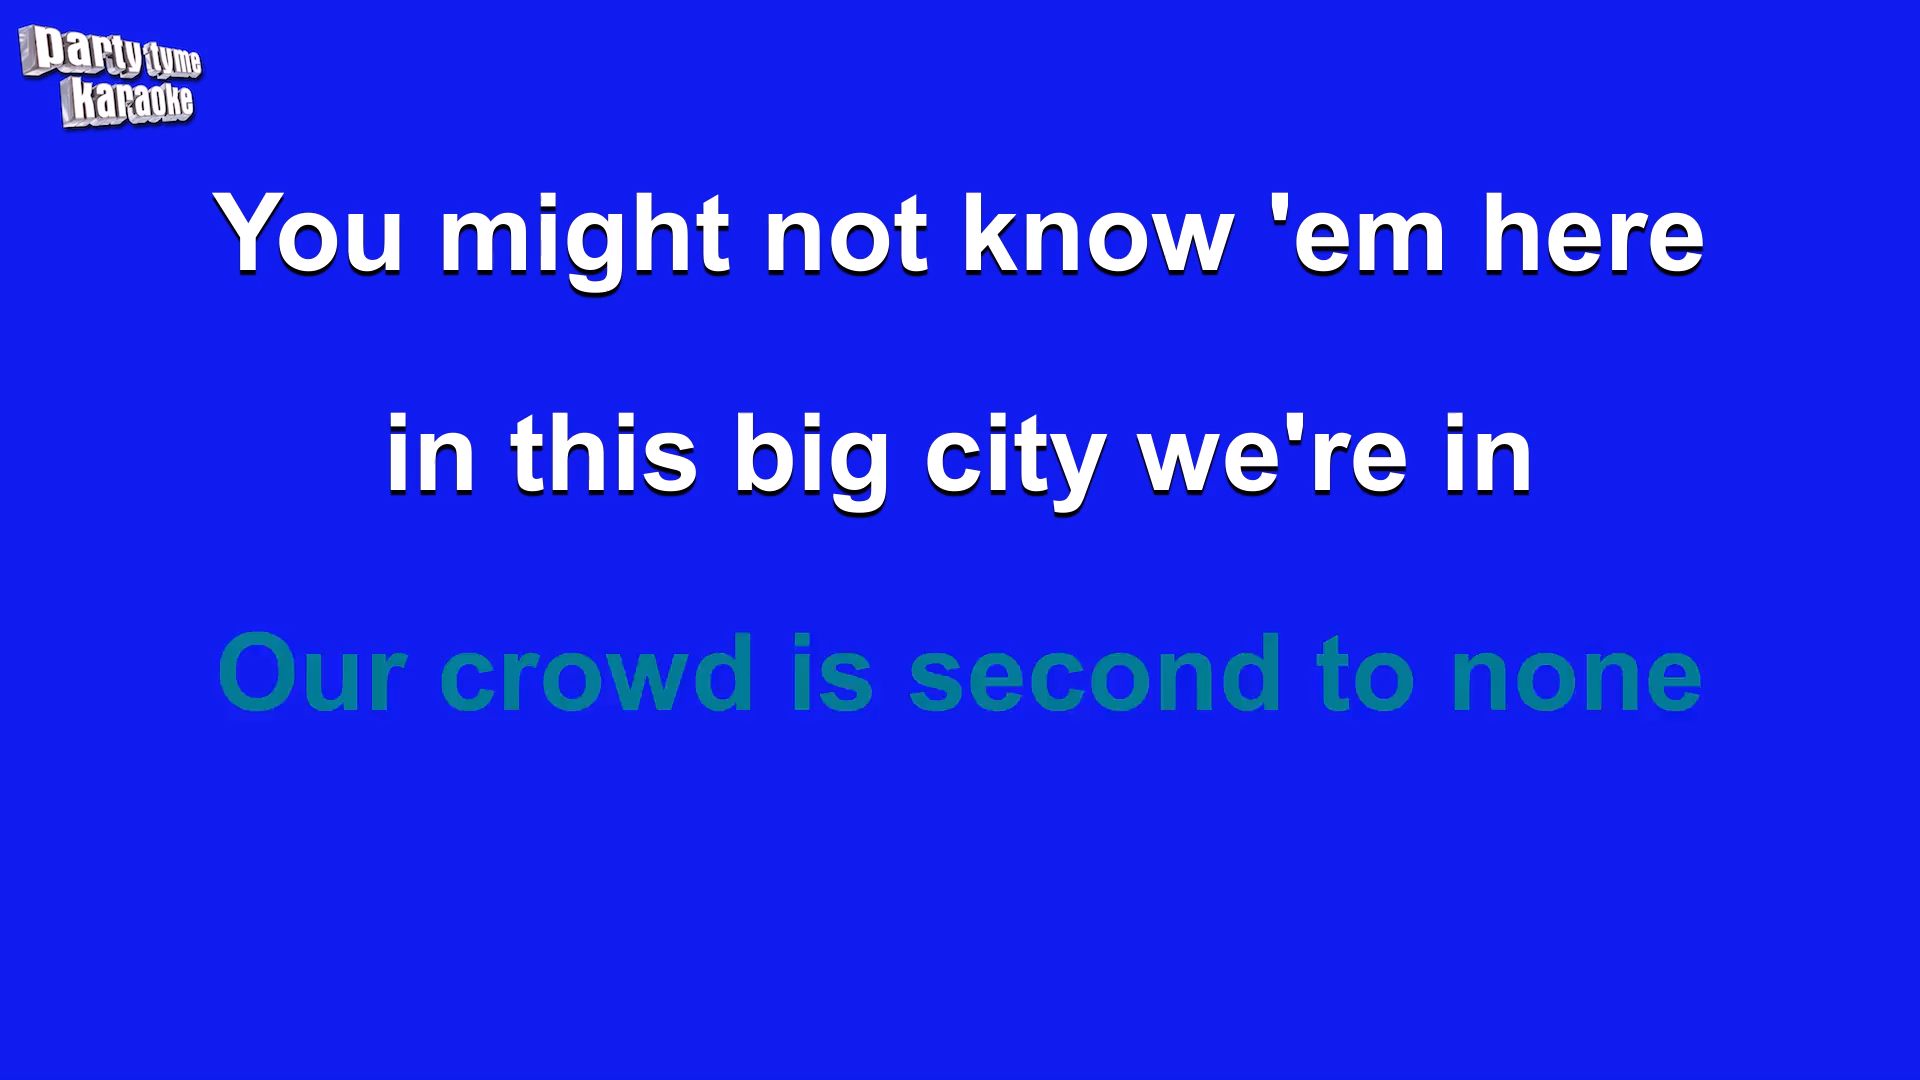 party tyme
karaoke
You might not know 'em here
in this big city we're in
Our crowd is second to none